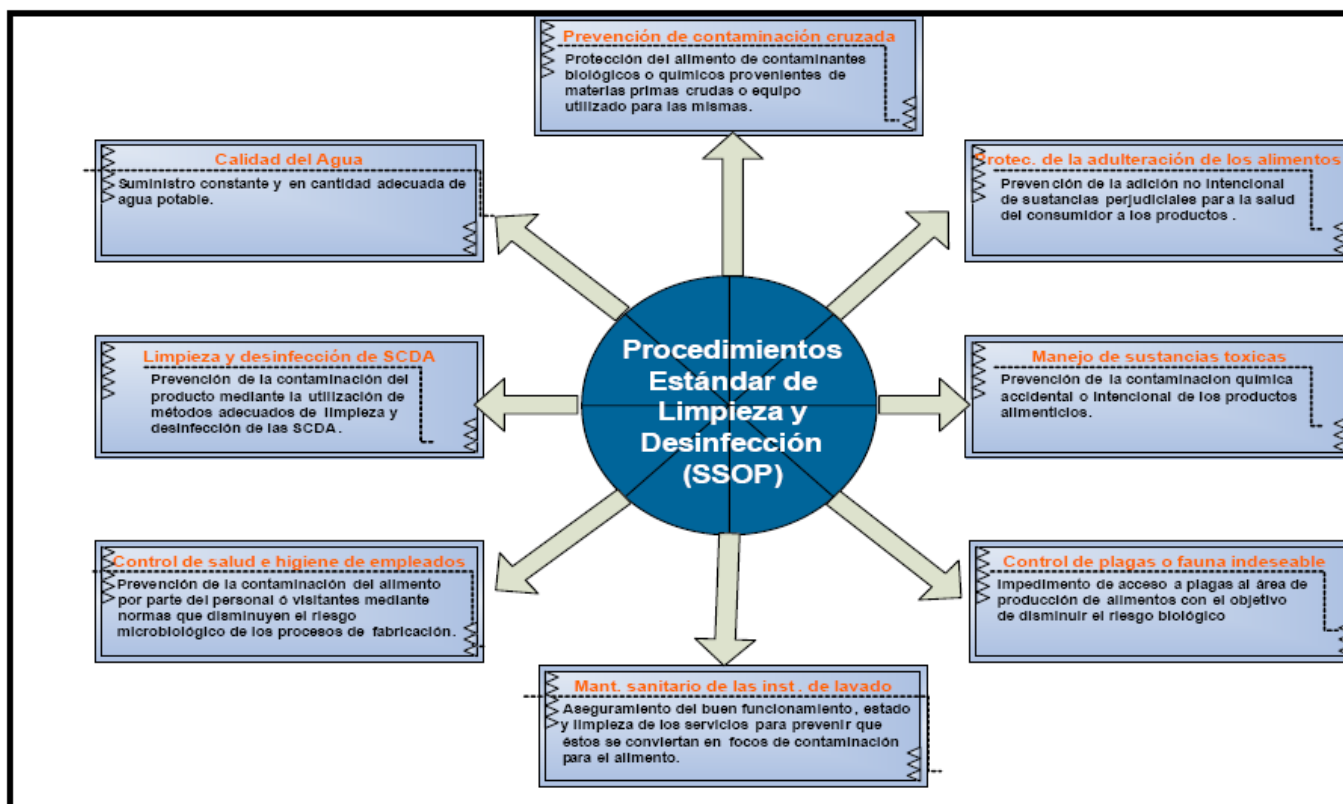 Prevención de contaminación cruzada
Protección del alimento de contaminantes
biológicos o químicos provenientes de
materias primas crudas o equipo
utilizado para las mismas.
Calidad del Agua
Suministro constante y en cantidad adecuada de
agua potable.
Protec. de la adulteración de los alimentos
Prevención de la adición no intencional
de sustancias perjudiciales para la salud
del consumidor a los productos .
Limpieza y desinfección de SCDA
Prevención de la contaminación del
producto mediante la utilización de
métodos adecuados de limpieza y
desinfección de las SCDA.
Procedimientos
Estándar de
Limpieza y
Desinfección
(SSOP)
Manejo de sustancias toxicas
Prevención de la contaminacion quimica
accidental o intencional de los productos
alimenticios.
Control de salud e higiene de empleados
Prevención de la contaminación del alimento
por parte del personal ó visitantes mediante
normas que disminuyen el riesgo
microbiológico de los procesos de fabricación.
Control de plagas o fauna indeseable
Impedimento de acceso a plagas al área de
producción de alimentos con el objetivo
de disminuir el riesgo biológico
Mant. sanitario de las inst. de lavado
Aseguramiento del buen funcionamiento, estado
y limpieza de los servicios para prevenir que
éstos se conviertan en focos de contaminación
para el alimento.